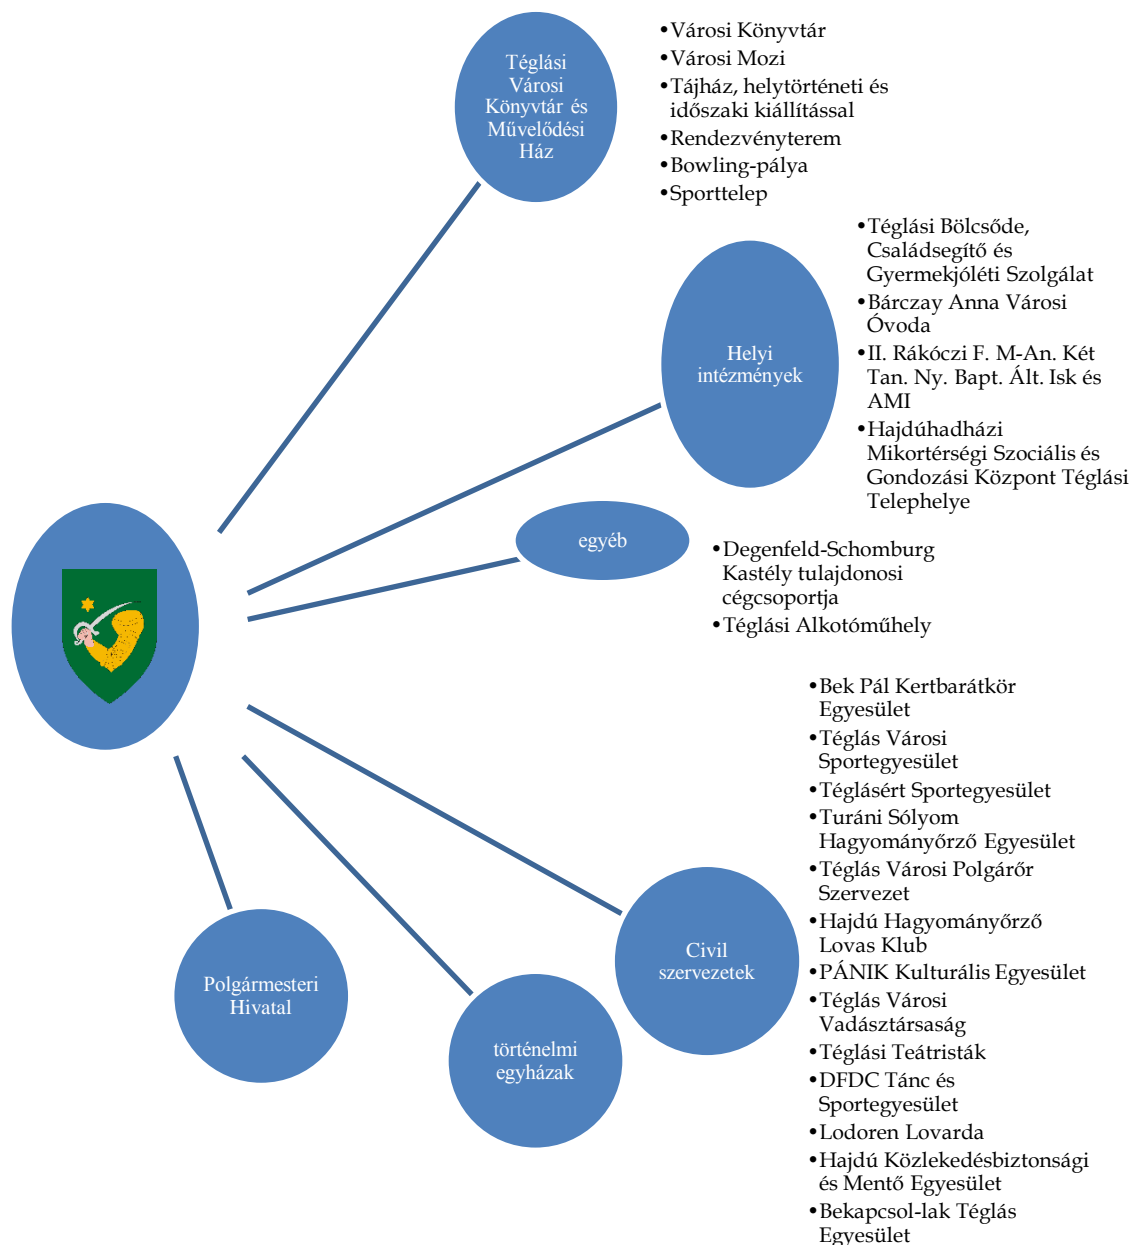 Téglási
Városi
Könyvtár és
Művelődési
Ház
•Városi Könyvtár
•Városi Mozi
•Tájház, helytörténeti és
időszaki kiállítással
•Rendezvényterem
•Bowling-pálya
•Sporttelep
Helyi
intézmények
•Téglási Bölcsőde,
Családsegítő és
Gyermekjóléti Szolgálat
•Bárczay Anna Városi
Óvoda
•II. Rákóczi F. M-An. Két
Tan. Ny. Bapt. Ált. Isk és
AMI
•Hajdúhadházi
Mikortérségi Szociális és
Gondozási Központ Téglási
Telephelye
egyéb
•Degenfeld-Schomburg
Kastély tulajdonosi
cégcsoportja
•Téglási Alkotóműhely
Civil
szervezetek
•Bek Pál Kertbarátkör
Egyesület
•Téglás Városi
Sportegyesület
•Téglásért Sportegyesület
•Turáni Sólyom
Hagyományőrző Egyesület
•Téglás Városi Polgárőr
Szervezet
•Hajdú Hagyományőrző
Lovas Klub
•PÁNIK Kulturális Egyesület
•Téglás Városi
Vadásztársaság
•Téglási Teátristák
•DFDC Tánc és
Sportegyesület
•Lodoren Lovarda
•Hajdú Közlekedésbiztonsági
és Mentő Egyesület
•Bekapcsol-lak Téglás
Egyesület
történelmi
egyházak
Polgármesteri
Hivatal